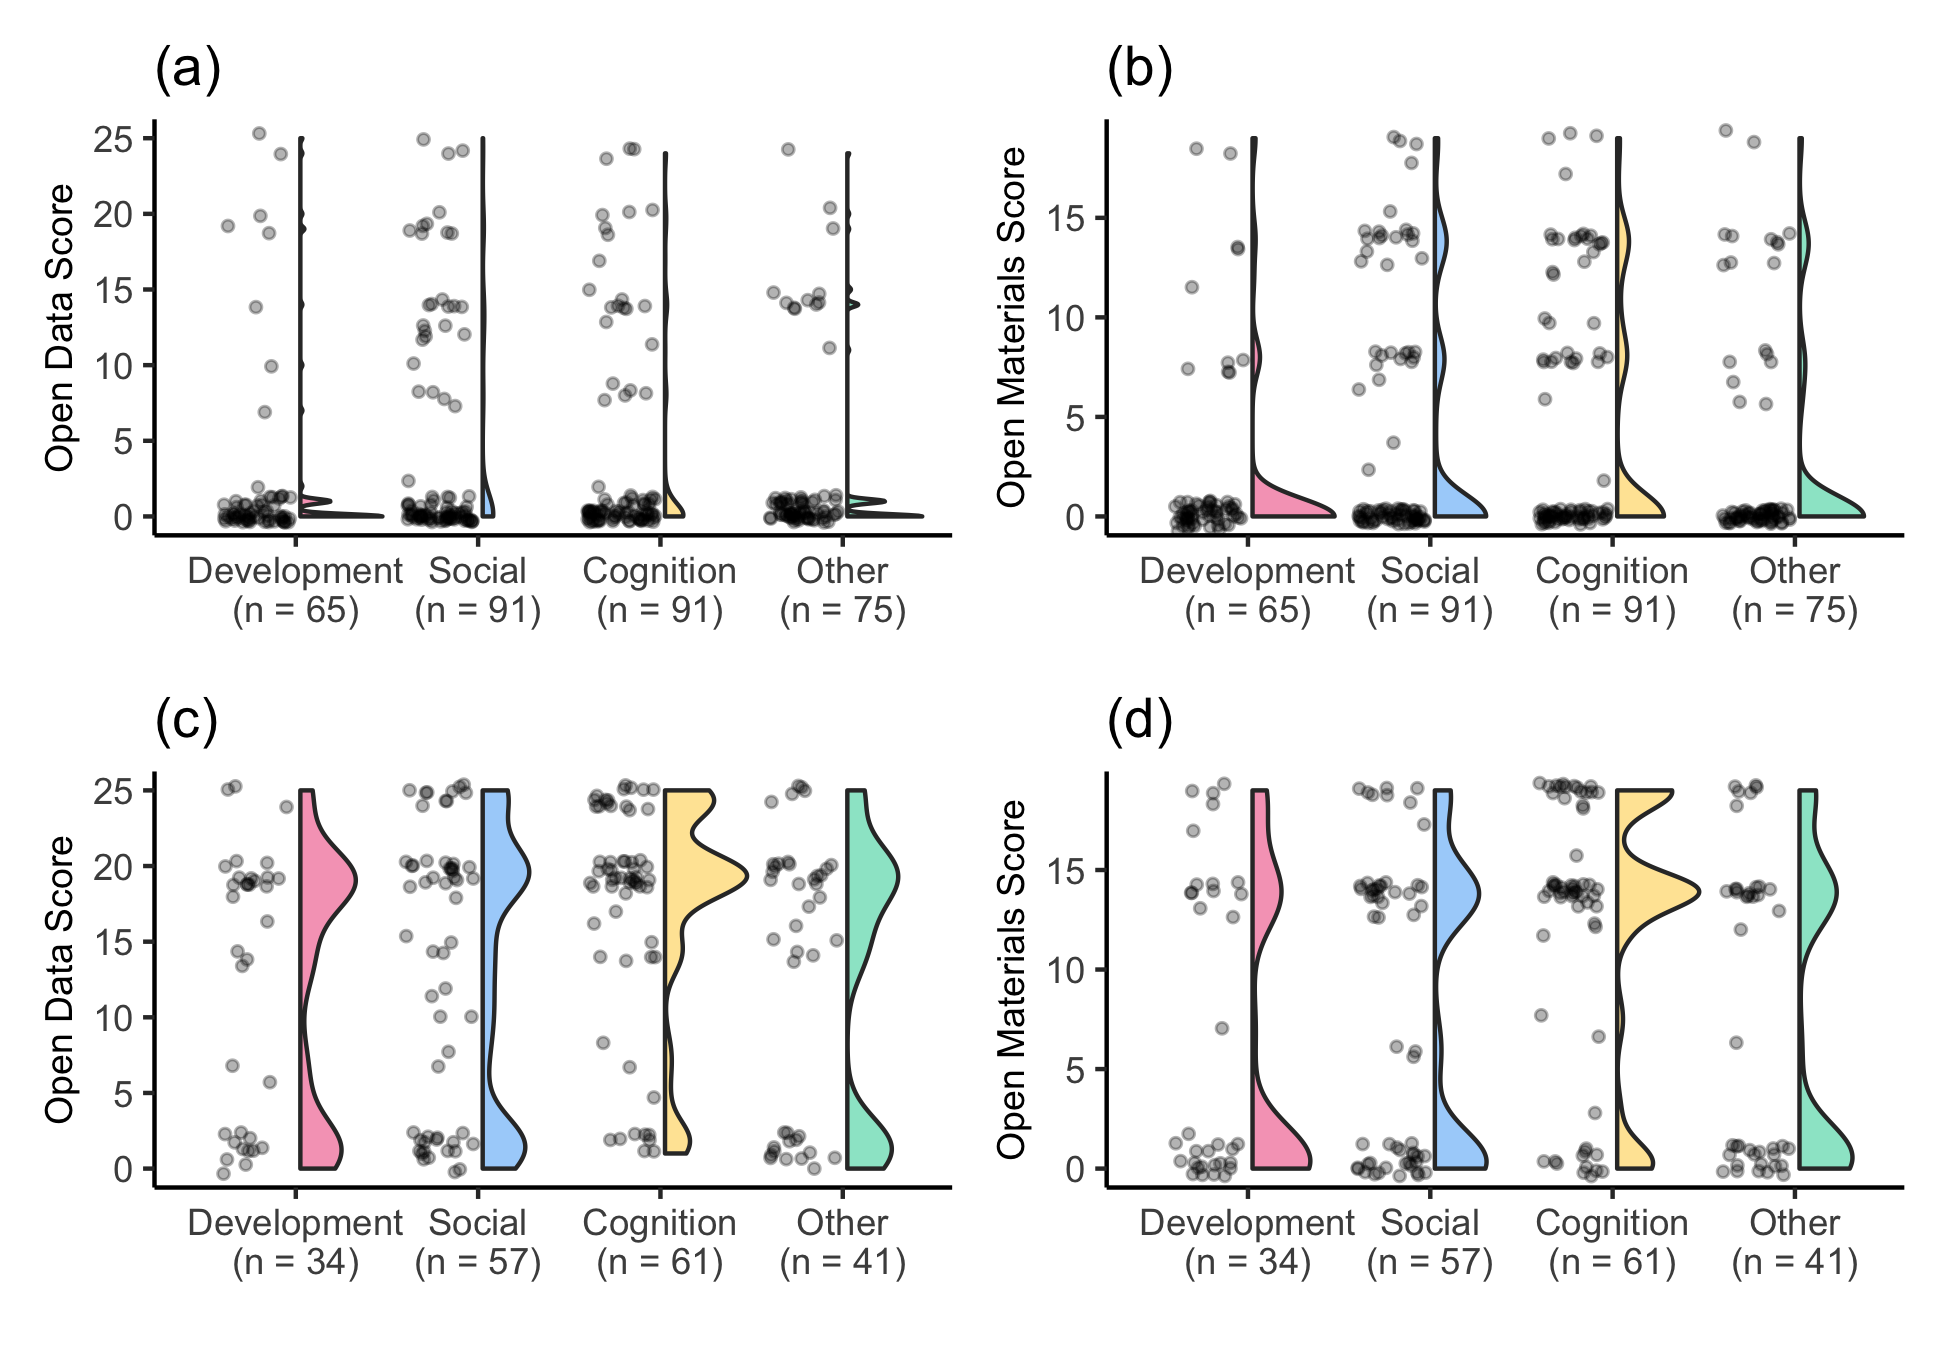 (a)
Open Data Score
25
20
15
10
5
0
Development Social Cognition Other
(n = 65) (n = 91) (n = 91) (n = 75)
(b)
Open Materials Score
15
10
5
0
Development Social Cognition Other
(n = 65) (n = 91) (n = 91) (n = 75)
(c)
Open Data Score
25
20
15
10
5
0
Development Social Cognition Other
(n = 34) (n = 57) (n = 61) (n = 41)
(d)
Open Materials Score
15
10
5
0
Development Social Cognition Other
(n = 34) (n = 57) (n = 61) (n = 41)